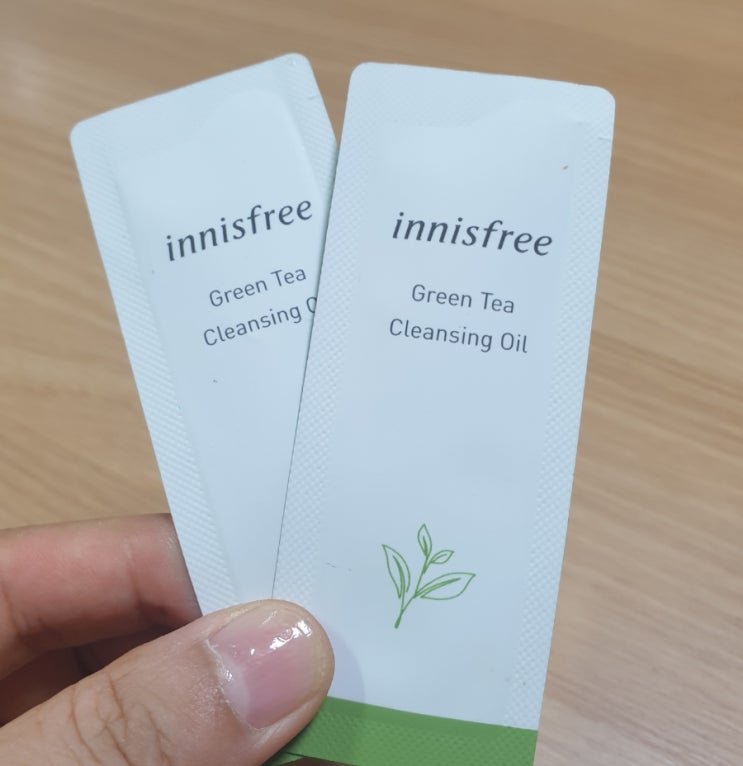 innisfree
Green Tea
Cleansing
innisfree
Green Tea
Cleansing Oil